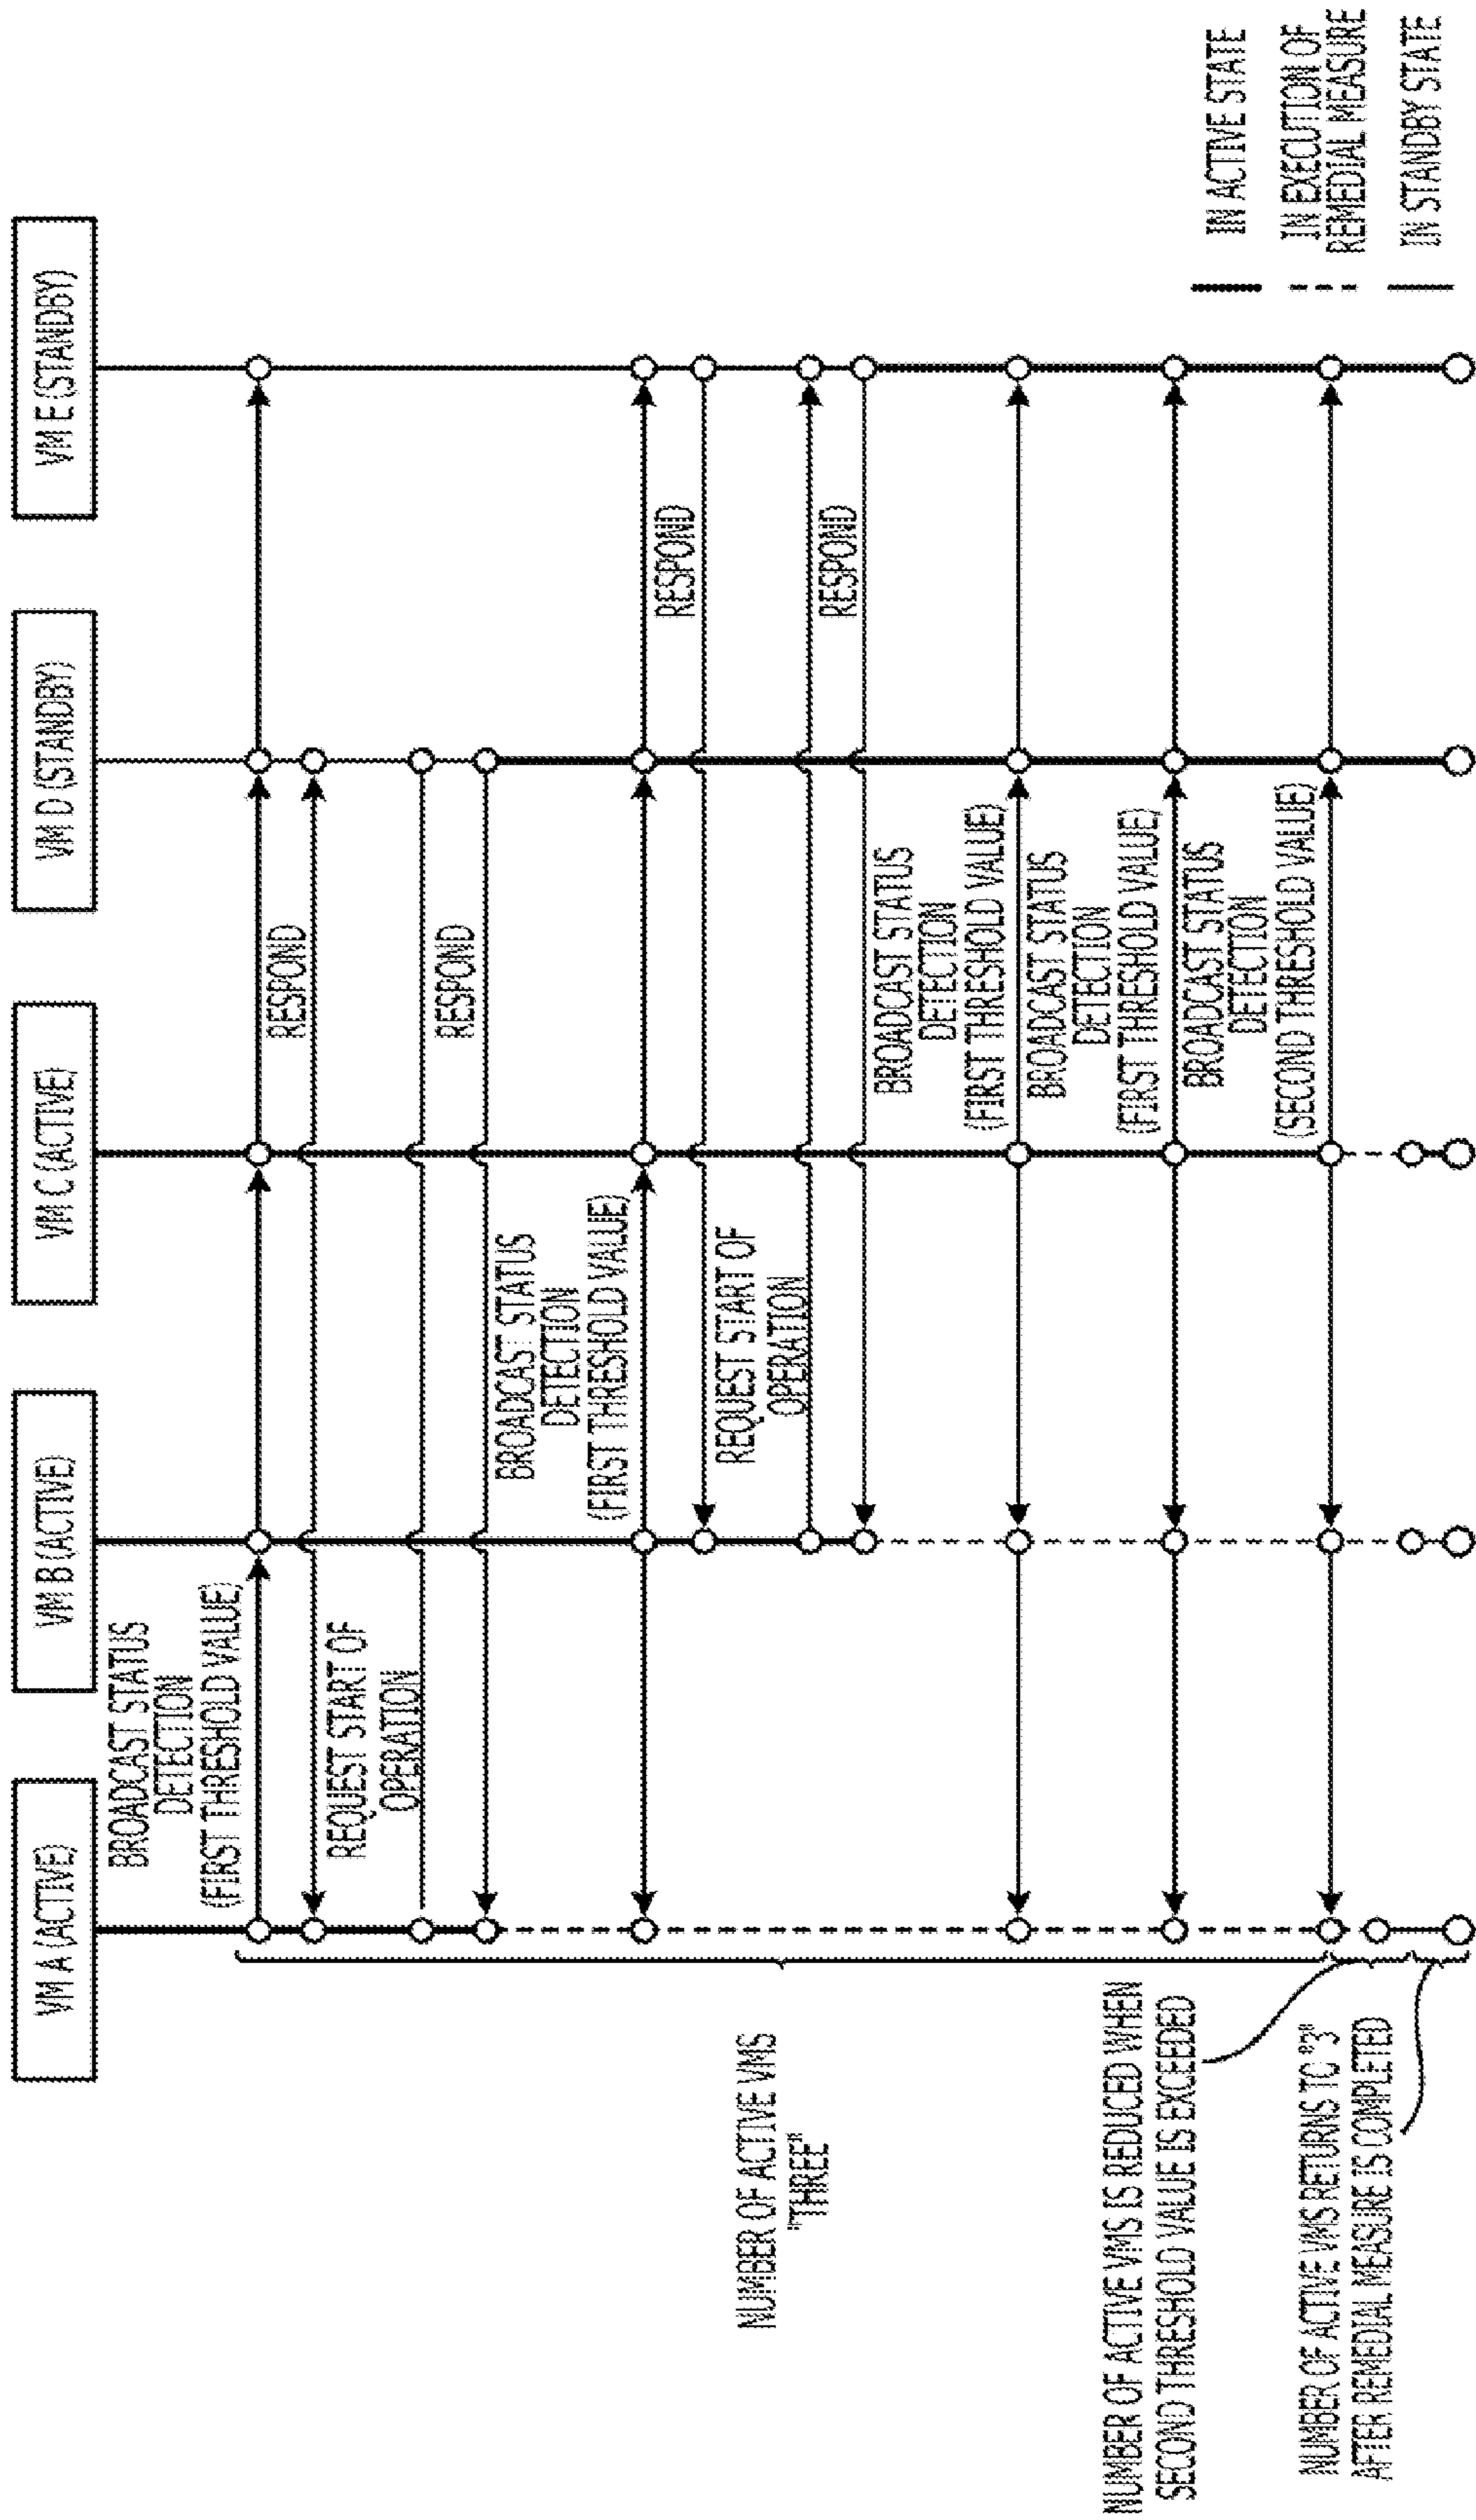 VM A (ACTIVE)
VM B (ACTIVE)
VM C (ACTIVE)
VM D (STANDBY)
VM E (STANDBY)
BROADCAST STATUS
DETECTION
(FIRST THRESHOLD VALUE)
RESPOND
REQUEST START OF
OPERATION
RESPOND
BROADCAST STATUS
DETECTION
(FIRST THRESHOLD VALUE)
RESPOND
REQUEST START OF
OPERATION
RESPOND
BROADCAST STATUS
DETECTION
(FIRST THRESHOLD VALUE)
BROADCAST STATUS
DETECTION
(FIRST THRESHOLD VALUE)
BROADCAST STATUS
DETECTION
(SECOND THRESHOLD VALUE)
NUMBER OF ACTIVE VMS
"THREE"
NUMBER OF ACTIVE VMS IS REDUCED WHEN
SECOND THRESHOLD VALUE IS EXCEEDED
NUMBER OF ACTIVE VMS RETURNS TO "3"
AFTER REMEDIAL MEASURE IS COMPLETED
IN ACTIVE STATE
IN EXECUTION OF
REMEDIAL MEASURE
IN STANDBY STATE